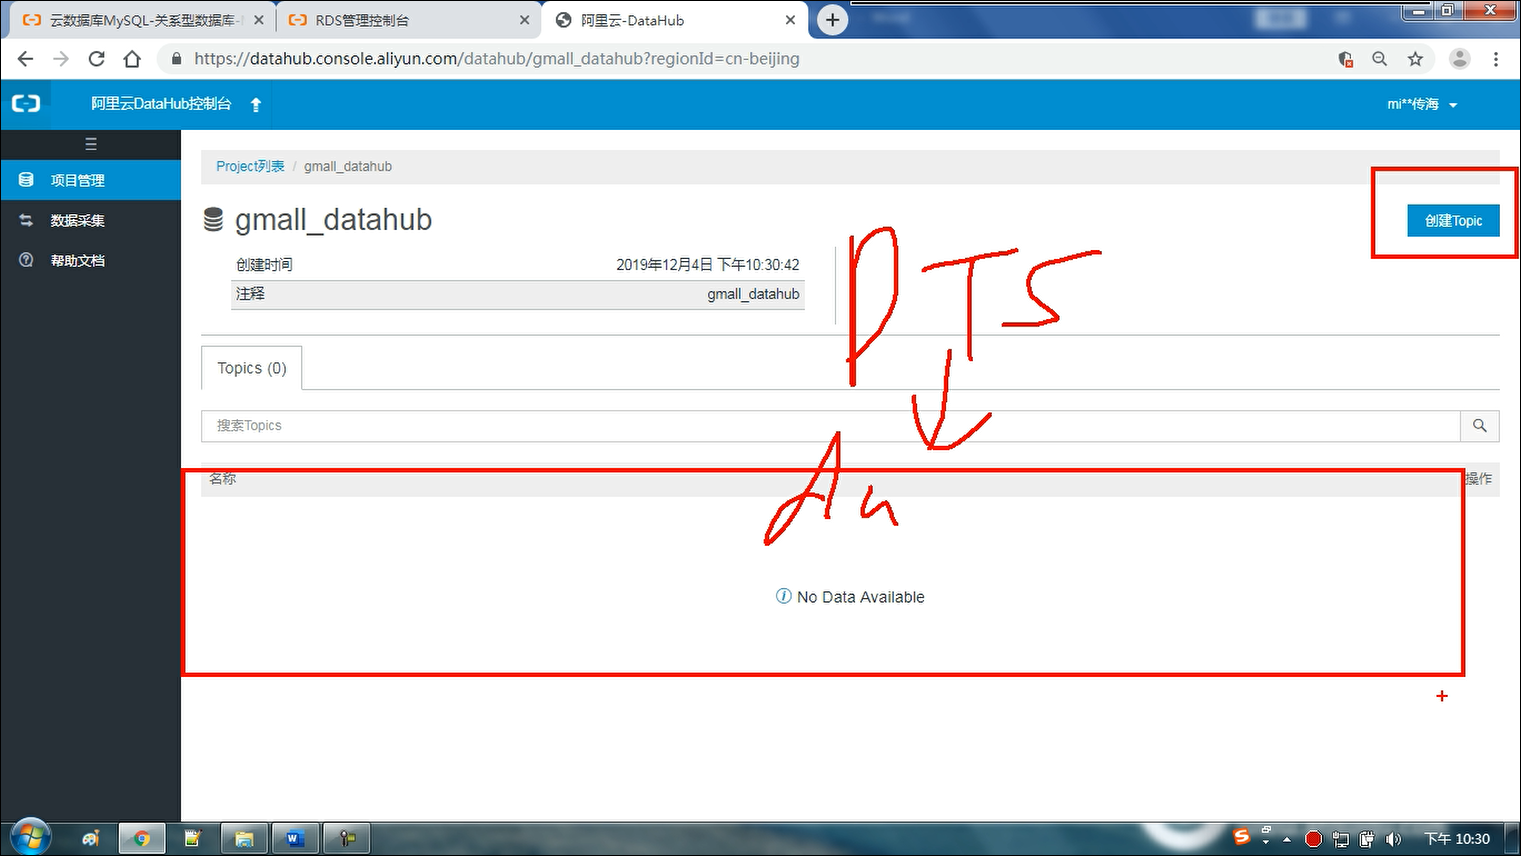 云数据库MySQL-关系型数据库-
RDS管理控制台
阿里云-DataHub
https://datahub.console.aliyun.com/datahub/gmall_datahub?regionId=cn-beijing
阿里云DataHub控制台
mi**传海
项目管理
数据采集
帮助文档
Project列表 / gmall_datahub
gmall_datahub
创建Topic
创建时间 2019年12月4日 下午10:30:42
注释 gmall_datahub
DTS
Topics (0)
搜索Topics
名称 操作
No Data Available
下午 10:30